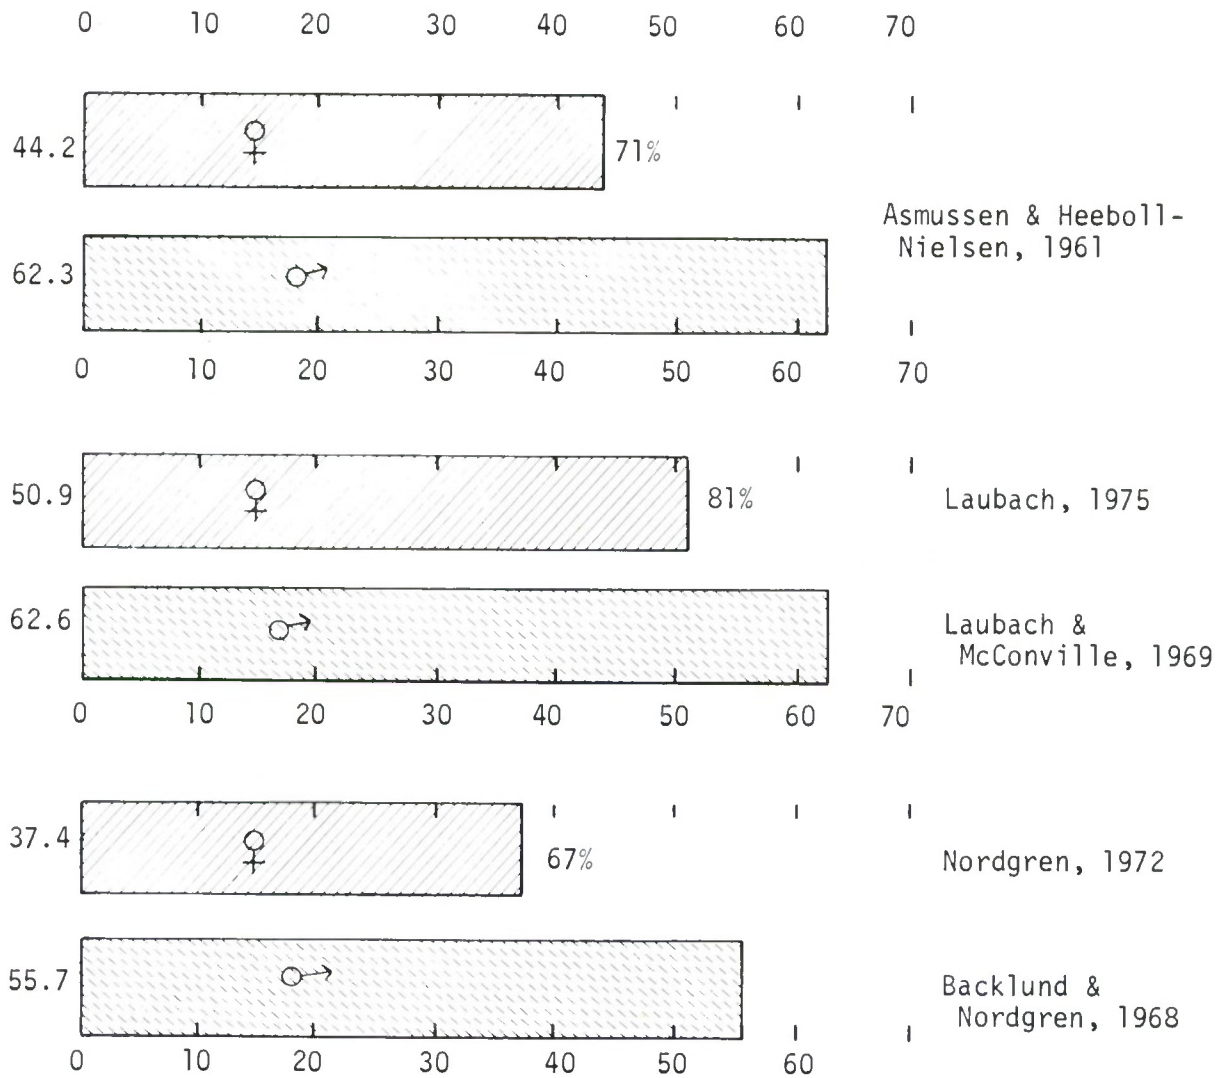 0 10 20 30 40 50 60 70
44.2 ♀ 71%
Asmussen & Heeboll-
Nielsen, 1961
62.3 ♂
0 10 20 30 40 50 60 70
50.9 ♀ 81% Laubach, 1975
62.6 ♂ Laubach &
McConville, 1969
0 10 20 30 40 50 60 70
37.4 ♀ 67% Nordgren, 1972
55.7 ♂ Backlund &
Nordgren, 1968
0 10 20 30 40 50 60